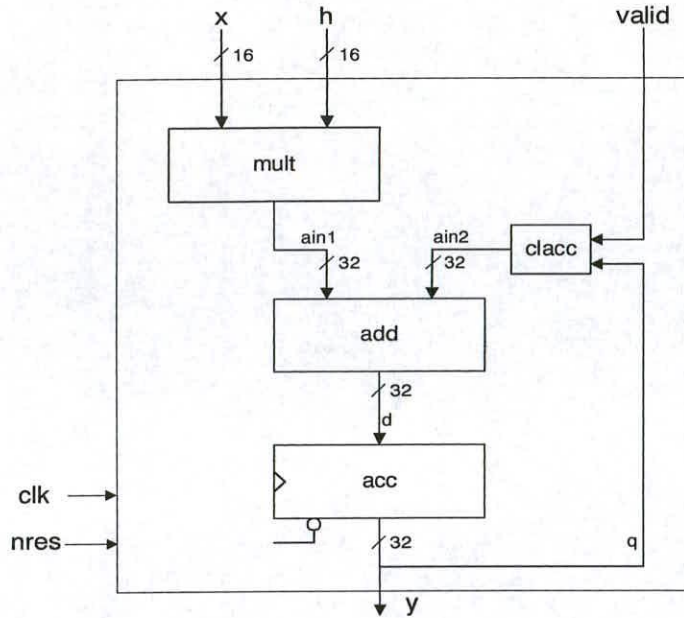 x h valid
16 16
mult
ain1 ain2 clacc
32 32
add
32
d
acc
clk
nres 32 q
y